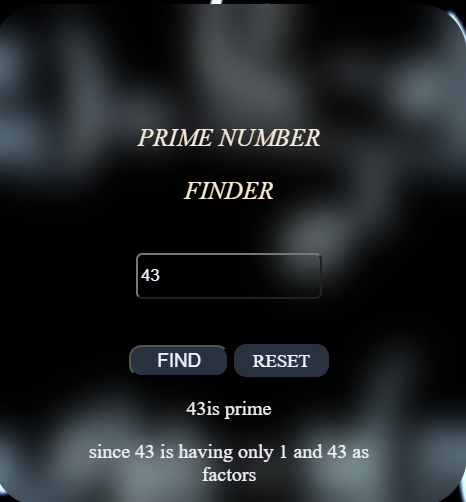 PRIME NUMBER
FINDER
43
FIND RESET
43is prime
since 43 is having only 1 and 43 as
factors